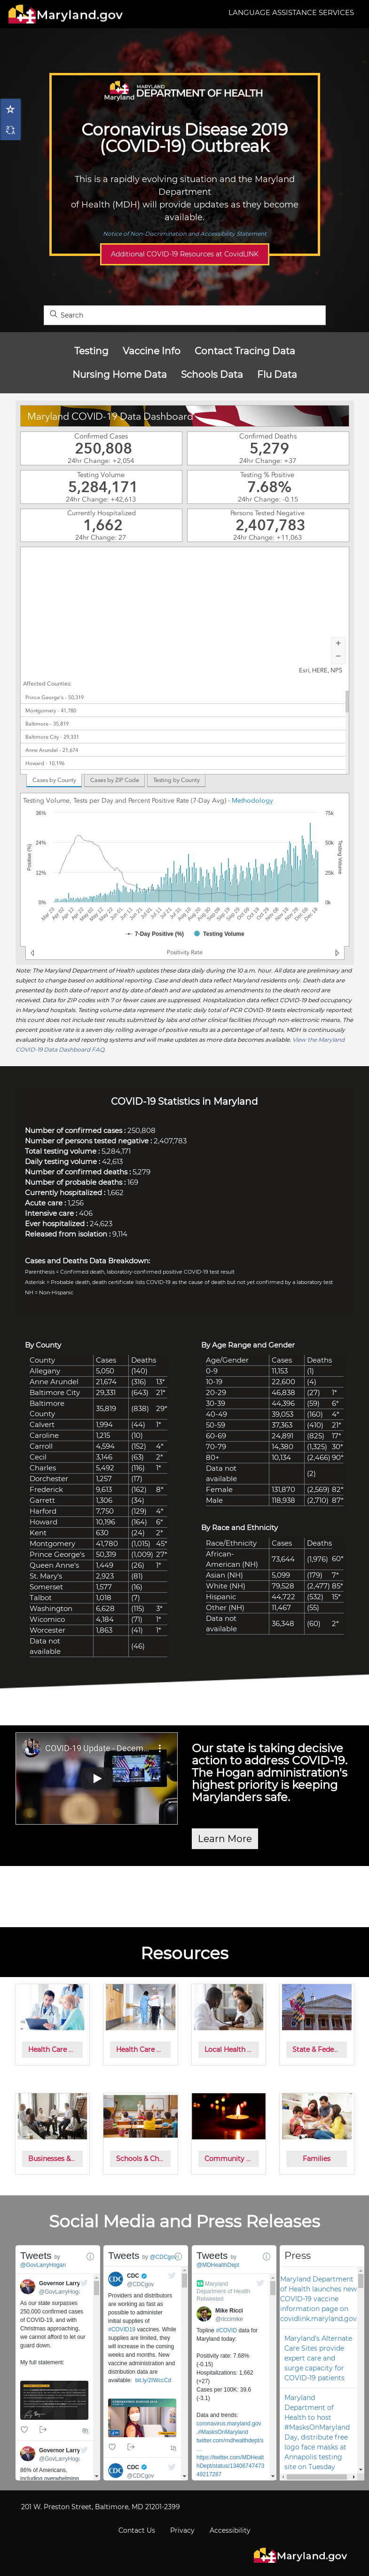 Maryland.gov
LANGUAGE ASSISTANCE SERVICES
MARYLAND
Maryland DEPARTMENT OF HEALTH
Coronavirus Disease 2019
(COVID-19) Outbreak
This is a rapidly evolving situation and the Maryland
Department
of Health (MDH) will provide updates as they become
available.
Notice of Non-Discrimination and Accessibility Statement
Additional COVID-19 Resources at CovidLINK
Search
Testing Vaccine Info Contact Tracing Data
Nursing Home Data Schools Data Flu Data
Maryland COVID-19 Data Dashboard
Confirmed Cases
250,808
24hr Change: +2,054
Confirmed Deaths
5,279
24hr Change: +37
Testing Volume
5,284,171
24hr Change: +42,613
Testing % Positive
7.68%
24hr Change: -0.15
Currently Hospitalized
1,662
24hr Change: 27
Persons Tested Negative
2,407,783
24hr Change: +11,063
+
−
Esri, HERE, NPS
Affected Counties:
Prince George's - 50,319
Montgomery - 41,780
Baltimore - 35,819
Baltimore City - 29,331
Anne Arundel - 21,674
Howard - 10,196
Cases by County Cases by ZIP Code Testing by County
Testing Volume, Tests per Day and Percent Positive Rate (7-Day Avg) - Methodology
36% 75k
24% 50k
12% 25k
0% 0k
Positive (%)
Testing Volume
7-Day Positive (%) Testing Volume
Positivity Rate
Note: The Maryland Department of Health updates these data daily during the 10 a.m. hour. All data are preliminary and
subject to change based on additional reporting. Case and death data reflect Maryland residents only. Death data are
presented by both date of report and by date of death and are updated as amendments to the death record are
received. Data for ZIP codes with 7 or fewer cases are suppressed. Hospitalizations data reflect COVID-19 bed occupancy
in Maryland hospitals. Testing volume data represent the static daily total of PCR COVID-19 tests electronically reported;
this count does not include test results submitted by labs and other clinical facilities through non-electronic means. The
percent positive rate is a seven day rolling average of positive results as a percentage of all tests. MDH is continuously
evaluating its data and reporting systems and will make updates as more data becomes available. View the Maryland
COVID-19 Data Dashboard FAQ.
COVID-19 Statistics in Maryland
Number of confirmed cases : 250,808
Number of persons tested negative : 2,407,783
Total testing volume : 5,284,171
Daily testing volume : 42,613
Number of confirmed deaths : 5,279
Number of probable deaths : 169
Currently hospitalized : 1,662
Acute care : 1,256
Intensive care : 406
Ever hospitalized : 24,623
Released from isolation : 9,114
Cases and Deaths Data Breakdown:
Parenthesis = Confirmed death, laboratory-confirmed positive COVID-19 test result
Asterisk = Probable death, death certificate lists COVID-19 as the cause of death but not yet confirmed by a laboratory test
NH = Non-Hispanic
By County
County Cases Deaths
Allegany 5,050 (140)
Anne Arundel 21,674 (316) 13*
Baltimore City 29,331 (643) 21*
Baltimore
County 35,819 (838) 29*
Calvert 1,994 (44) 1*
Caroline 1,215 (10)
Carroll 4,594 (152) 4*
Cecil 3,146 (63) 2*
Charles 5,492 (116) 1*
Dorchester 1,257 (17)
Frederick 9,613 (162) 8*
Garrett 1,306 (34)
Harford 7,750 (129) 4*
Howard 10,196 (164) 6*
Kent 630 (24) 2*
Montgomery 41,780 (1,015) 45*
Prince George's 50,319 (1,009) 27*
Queen Anne's 1,449 (26) 1*
St. Mary's 2,923 (81)
Somerset 1,577 (16)
Talbot 1,018 (7)
Washington 6,628 (115) 3*
Wicomico 4,184 (71) 1*
Worcester 1,863 (41) 1*
Data not
available (46)
By Age Range and Gender
Age/Gender Cases Deaths
0-9 11,153 (1)
10-19 22,600 (4)
20-29 46,838 (27) 1*
30-39 44,396 (59) 6*
40-49 39,053 (160) 4*
50-59 37,363 (410) 21*
60-69 24,891 (825) 17*
70-79 14,380 (1,325) 30*
80+ 10,134 (2,466) 90*
Data not
available (2)
Female 131,870 (2,569) 82*
Male 118,938 (2,710) 87*
By Race and Ethnicity
Race/Ethnicity Cases Deaths
African-
American (NH) 73,644 (1,976) 60*
Asian (NH) 5,099 (179) 7*
White (NH) 79,528 (2,477) 85*
Hispanic 44,722 (532) 15*
Other (NH) 11,467 (55)
Data not
available 36,348 (60) 2*
COVID-19 Update - Decem...
Our state is taking decisive
action to address COVID-19.
The Hogan administration's
highest priority is keeping
Marylanders safe.
Learn More
Resources
Health Care ...
Health Care ...
Local Health ...
State & Fede...
Businesses &...
Schools & Ch...
Community ...
Families
Social Media and Press Releases
Tweets by
@GovLarryHogan
Governor Larry
@GovLarryHoga
As our state surpasses
250,000 confirmed cases
of COVID-19, and with
Christmas approaching,
we cannot afford to let our
guard down.
My full statement:
8h
Governor Larry
@GovLarryHoga
86% of Americans,
including overwhelming
Tweets by @CDCgov
CDC
@CDCgov
Providers and distributors
are working as fast as
possible to administer
initial supplies of
#COVID19 vaccines. While
supplies are limited, they
will increase in the coming
weeks and months. New
vaccine administration and
distribution data are
available: bit.ly/2IWccCd
1h
CDC
@CDCgov
Tweets by
@MDHealthDept
Maryland
Department of Health
Retweeted
Mike Ricci
@riccimike
Topline #COVID data for
Maryland today:
Positivity rate: 7.68%
(-0.15)
Hospitalizations: 1,662
(+27)
Cases per 100K: 39.6
(-3.1)
Data and trends:
coronavirus.maryland.gov
.#MasksOnMaryland
twitter.com/mdhealthdept/s
…
https://twitter.com/MDHealt
hDept/status/13406747473
49217287
Press
Maryland Department
of Health launches new
COVID-19 vaccine
information page on
covidlink.maryland.gov
Maryland's Alternate
Care Sites provide
expert care and
surge capacity for
COVID-19 patients
Maryland
Department of
Health to host
#MasksOnMaryland
Day, distribute free
logo face masks at
Annapolis testing
site on Tuesday
201 W. Preston Street, Baltimore, MD 21201-2399
Contact Us Privacy Accessibility
Maryland.gov